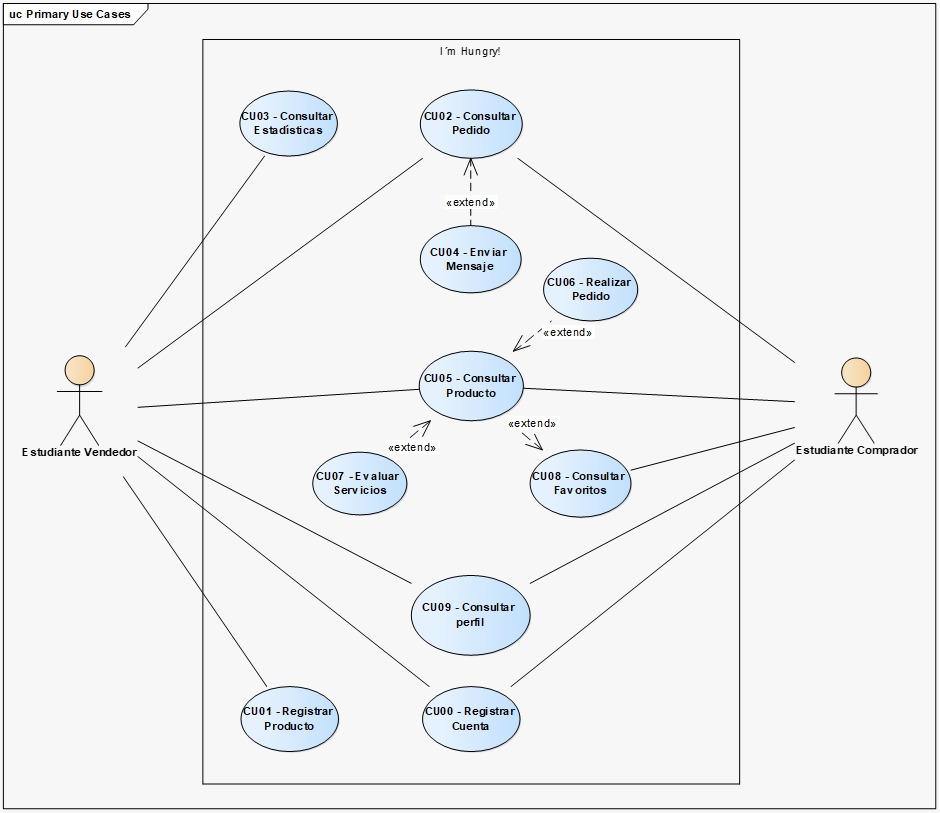 uc Primary Use Cases
I´m Hungry!
CU03 - Consultar
Estadísticas
CU02 - Consultar
Pedido
«extend»
CU04 - Enviar
Mensaje
CU06 - Realizar
Pedido
«extend»
CU05 - Consultar
Producto
«extend»
«extend»
Estudiante Vendedor
Estudiante Comprador
CU07 - Evaluar
Servicios
CU08 - Consultar
Favoritos
CU09 - Consultar
perfil
CU01 - Registrar
Producto
CU00 - Registrar
Cuenta